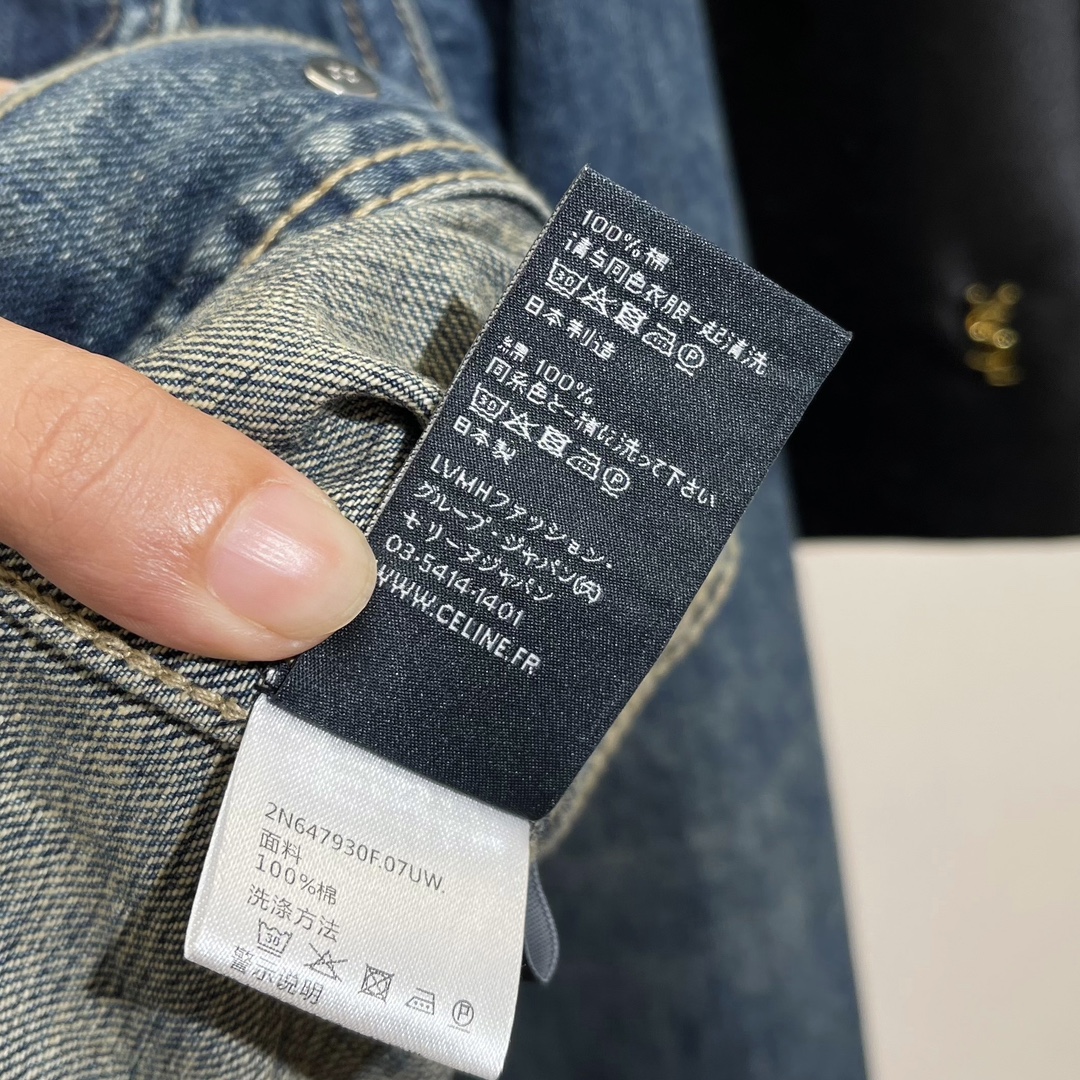 100%棉
请与同色衣服一起清洗
30 P
日本制造
綿 100%
同系色と一緒に洗って下さい
30 P
日本製
LVMHファッション・
グループ・ジャパン(株)
セリーヌジャパン
03-5414-1401
WWW.CELINE.FR
2N647930F.07UW.
面料
100%棉
洗涤方法
30 P
警示说明